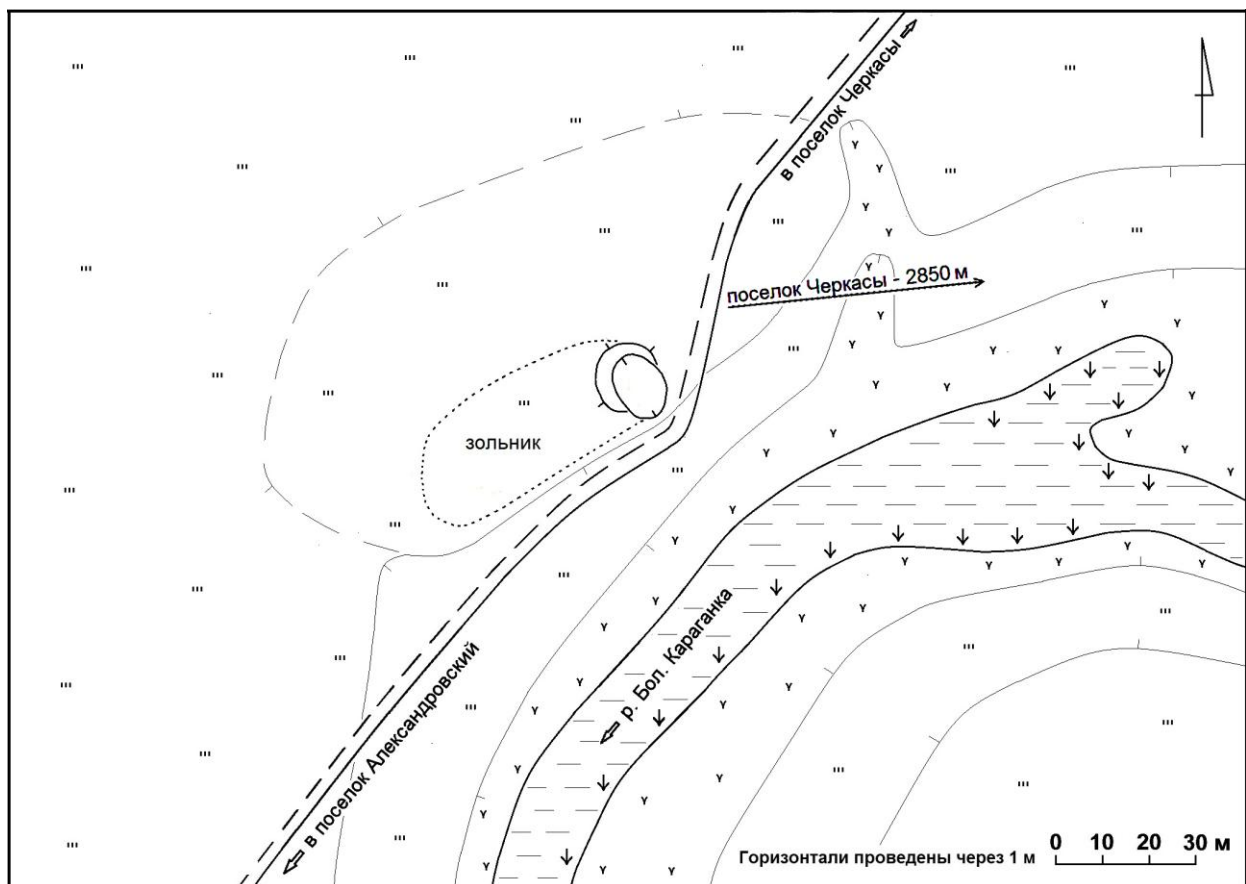 в поселок Черкасы
поселок Черкасы - 2850 м
зольник
р. Бол. Караганка
в поселок Александровский
0 10 20 30 м
Горизонтали проведены через 1 м